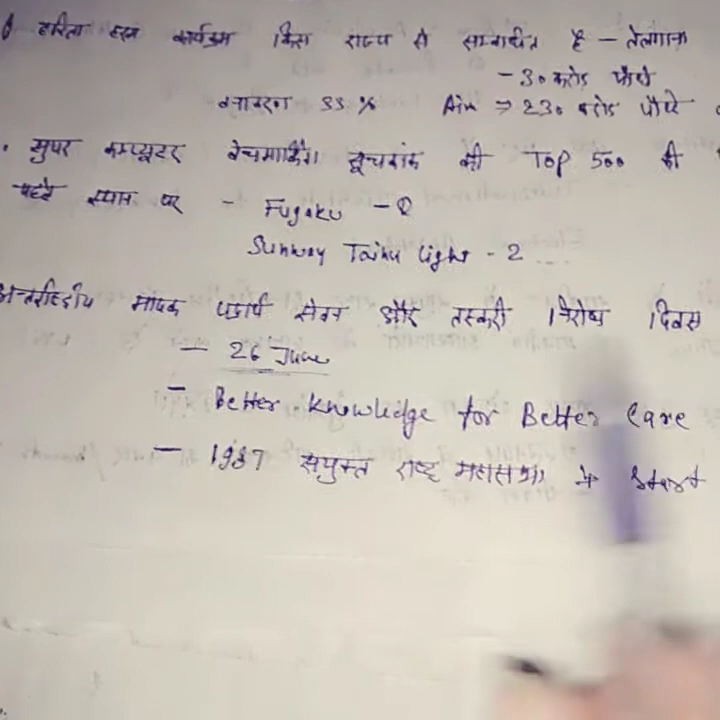 हरिता हरम कार्यक्रम किस राज्य से सम्बन्धित है - तेलंगाना
- 30 करोड़ पौधे
33 % Aim → 230 करोड़ पौधे
सुपर कम्प्यूटर बेंचमार्किंग सूचकांक की TOP 500 की
पहले स्थान पर - Fugaku -
Sunway Taihu light - 2
अन्तर्राष्ट्रीय मादक पदार्थ सेवन और तस्करी विरोध दिवस
- 26 June
- Better Knowledge for Better Care
- 1987 संयुक्त राष्ट्र महासभा ने Start